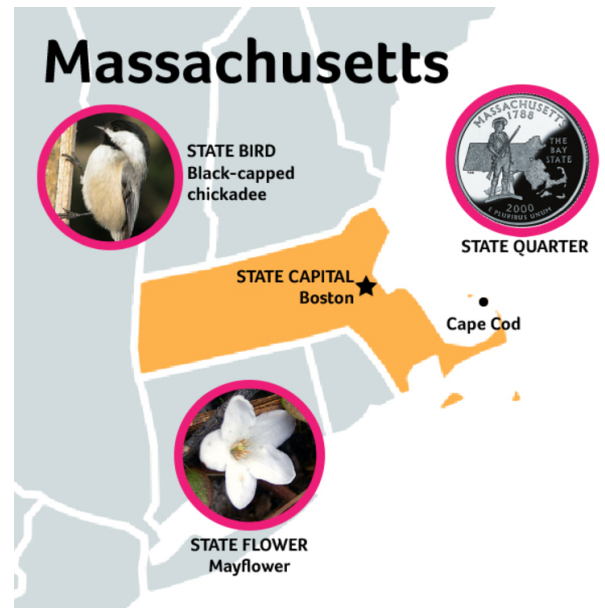 Massachusetts
STATE BIRD
Black-capped
chickadee
MASSACHUSETTS
1788
THE
BAY
STATE
2000
E PLURIBUS UNUM
STATE QUARTER
STATE CAPITAL
Boston
Cape Cod
STATE FLOWER
Mayflower